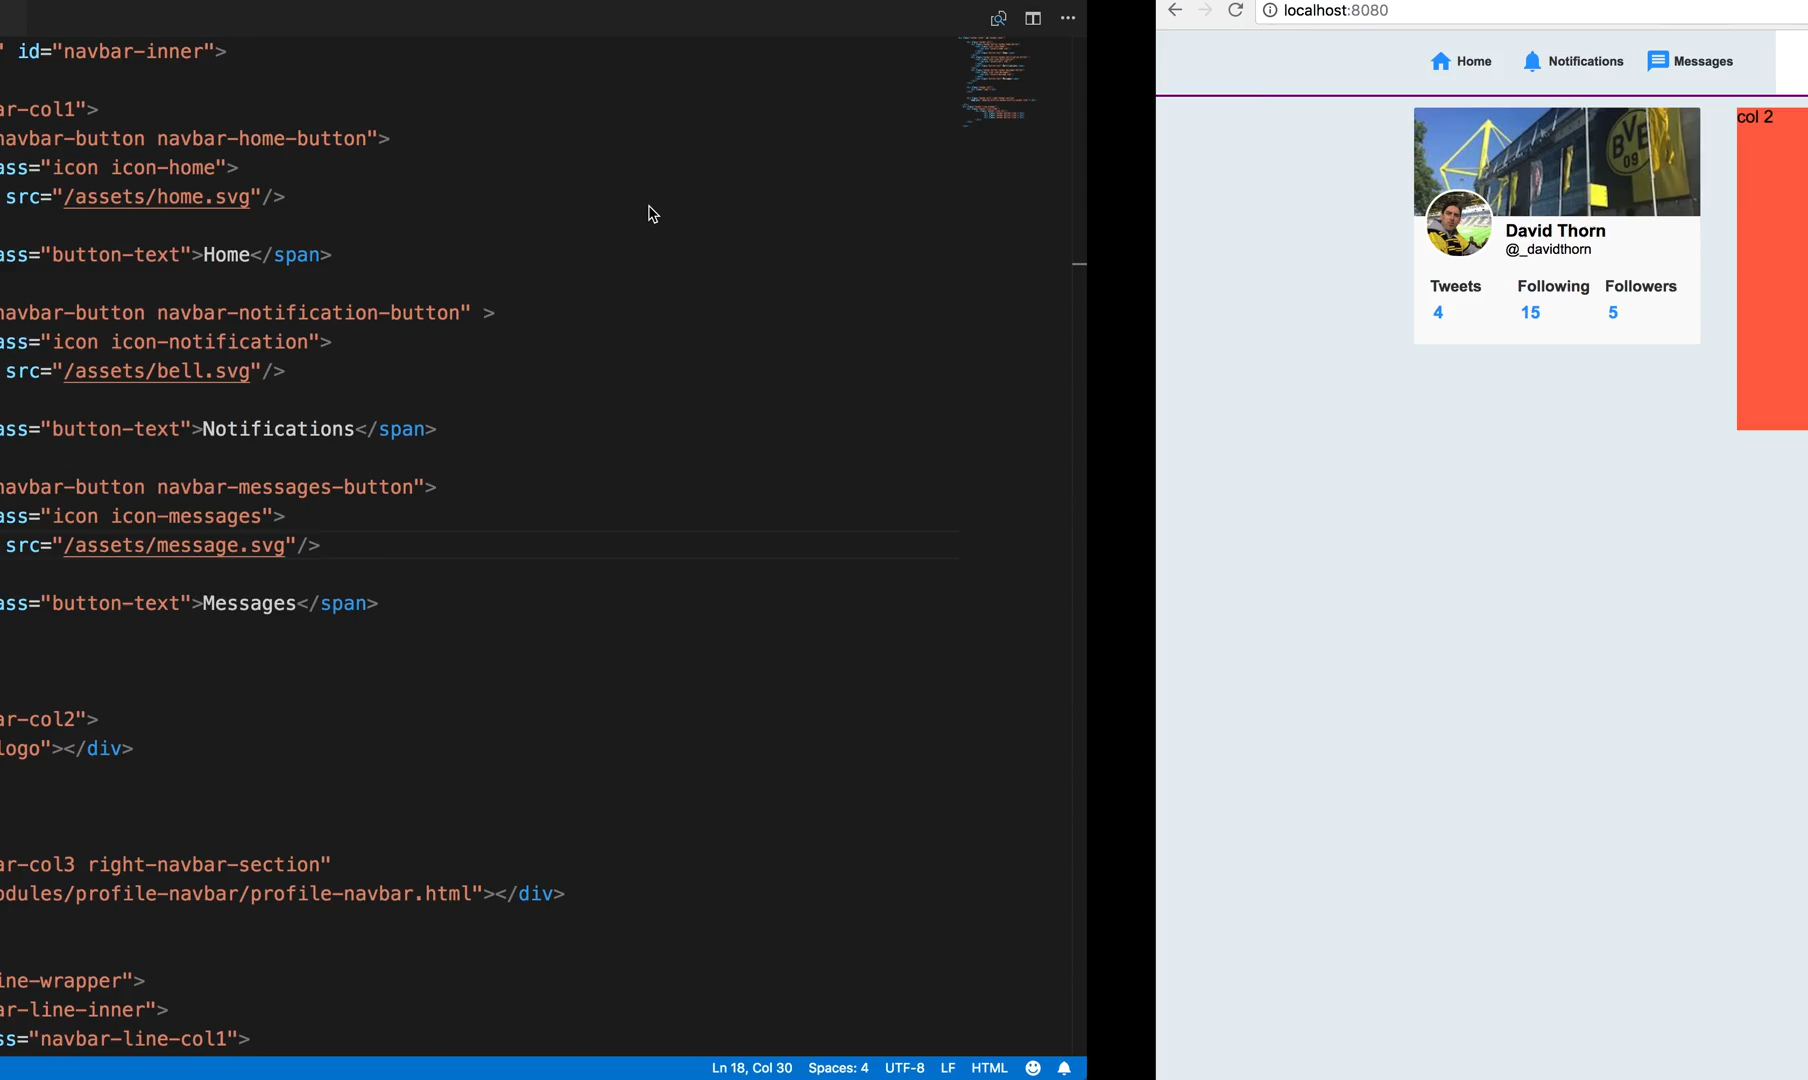 " id="navbar-inner">
ar-col1">
navbar-button navbar-home-button">
ass="icon icon-home">
src="/assets/home.svg"/>
ass="button-text">Home</span>
navbar-button navbar-notification-button" >
ass="icon icon-notification">
src="/assets/bell.svg"/>
ass="button-text">Notifications</span>
navbar-button navbar-messages-button">
ass="icon icon-messages">
src="/assets/message.svg"/>
ass="button-text">Messages</span>
ar-col2">
logo"></div>
ar-col3 right-navbar-section"
odules/profile-navbar/profile-navbar.html"></div>
ine-wrapper">
ar-line-inner">
ss="navbar-line-col1">
Ln 18, Col 30 Spaces: 4 UTF-8 LF HTML
localhost:8080
Home Notifications Messages
BVB
09
David Thorn
@_davidthorn
Tweets Following Followers
4 15 5
col 2